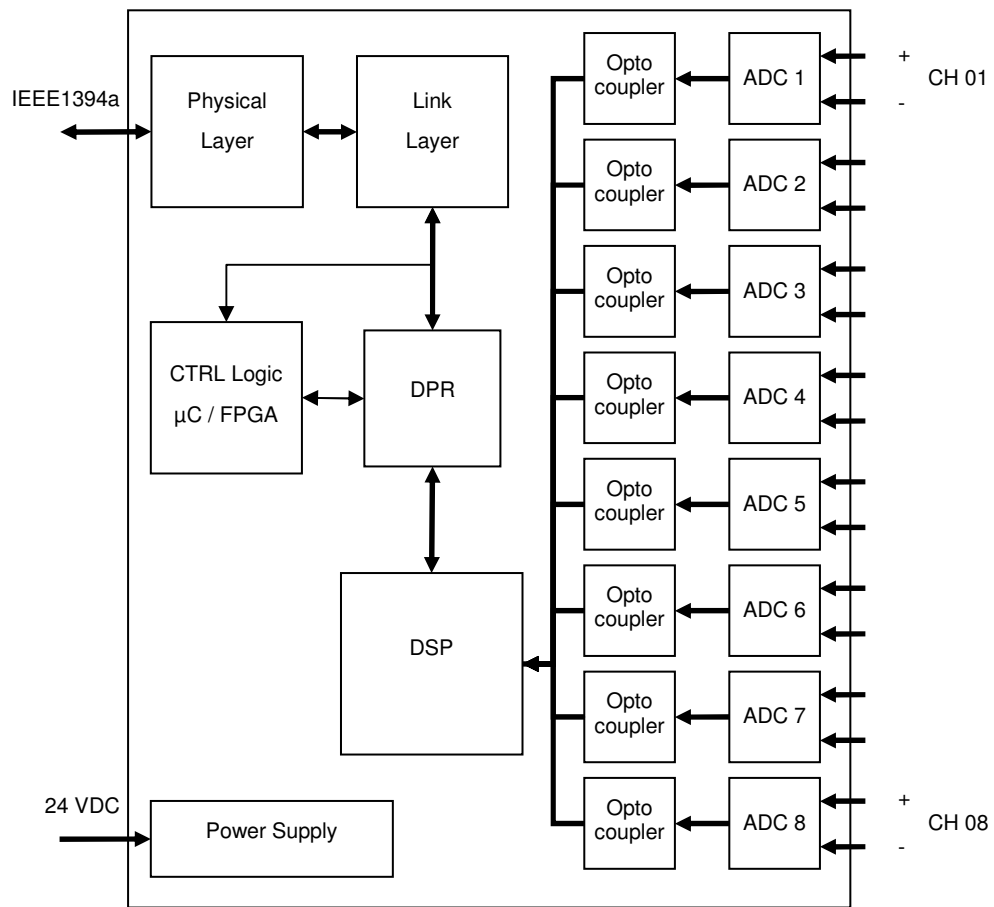 IEEE1394a
Physical
Layer
Link
Layer
Opto
coupler
ADC 1
+
CH 01
-
Opto
coupler
ADC 2
Opto
coupler
ADC 3
CTRL Logic
µC / FPGA
DPR
Opto
coupler
ADC 4
Opto
coupler
ADC 5
DSP
Opto
coupler
ADC 6
Opto
coupler
ADC 7
24 VDC
Power Supply
Opto
coupler
ADC 8
+
CH 08
-